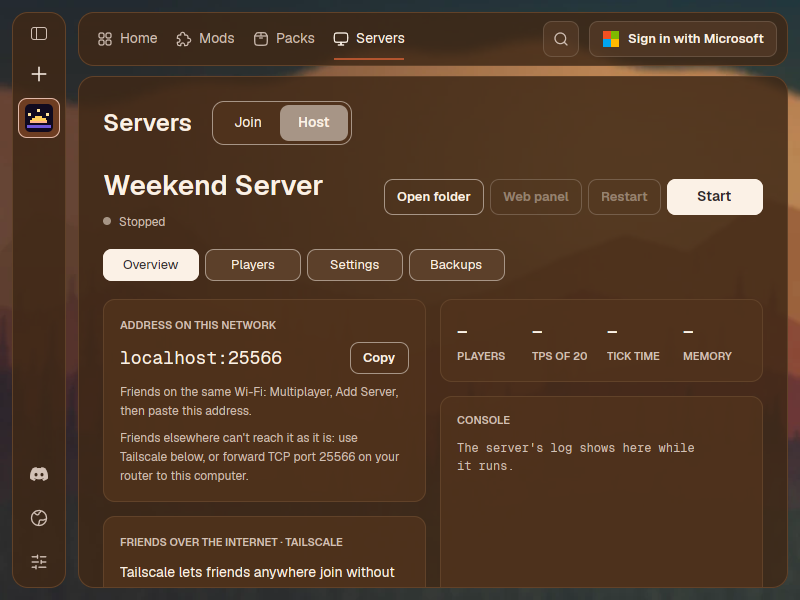 Home
Mods
Packs
Servers
Sign in with Microsoft
Servers
Join
Host
Weekend Server
Stopped
Open folder
Web panel
Restart
Start
Overview
Players
Settings
Backups
ADDRESS ON THIS NETWORK
localhost:25566
Copy
Friends on the same Wi-Fi: Multiplayer, Add Server,
then paste this address.
Friends elsewhere can't reach it as it is: use
Tailscale below, or forward TCP port 25566 on your
router to this computer.
– – – –
PLAYERS
TPS OF 20
TICK TIME
MEMORY
CONSOLE
The server's log shows here while
it runs.
FRIENDS OVER THE INTERNET · TAILSCALE
Tailscale lets friends anywhere join without